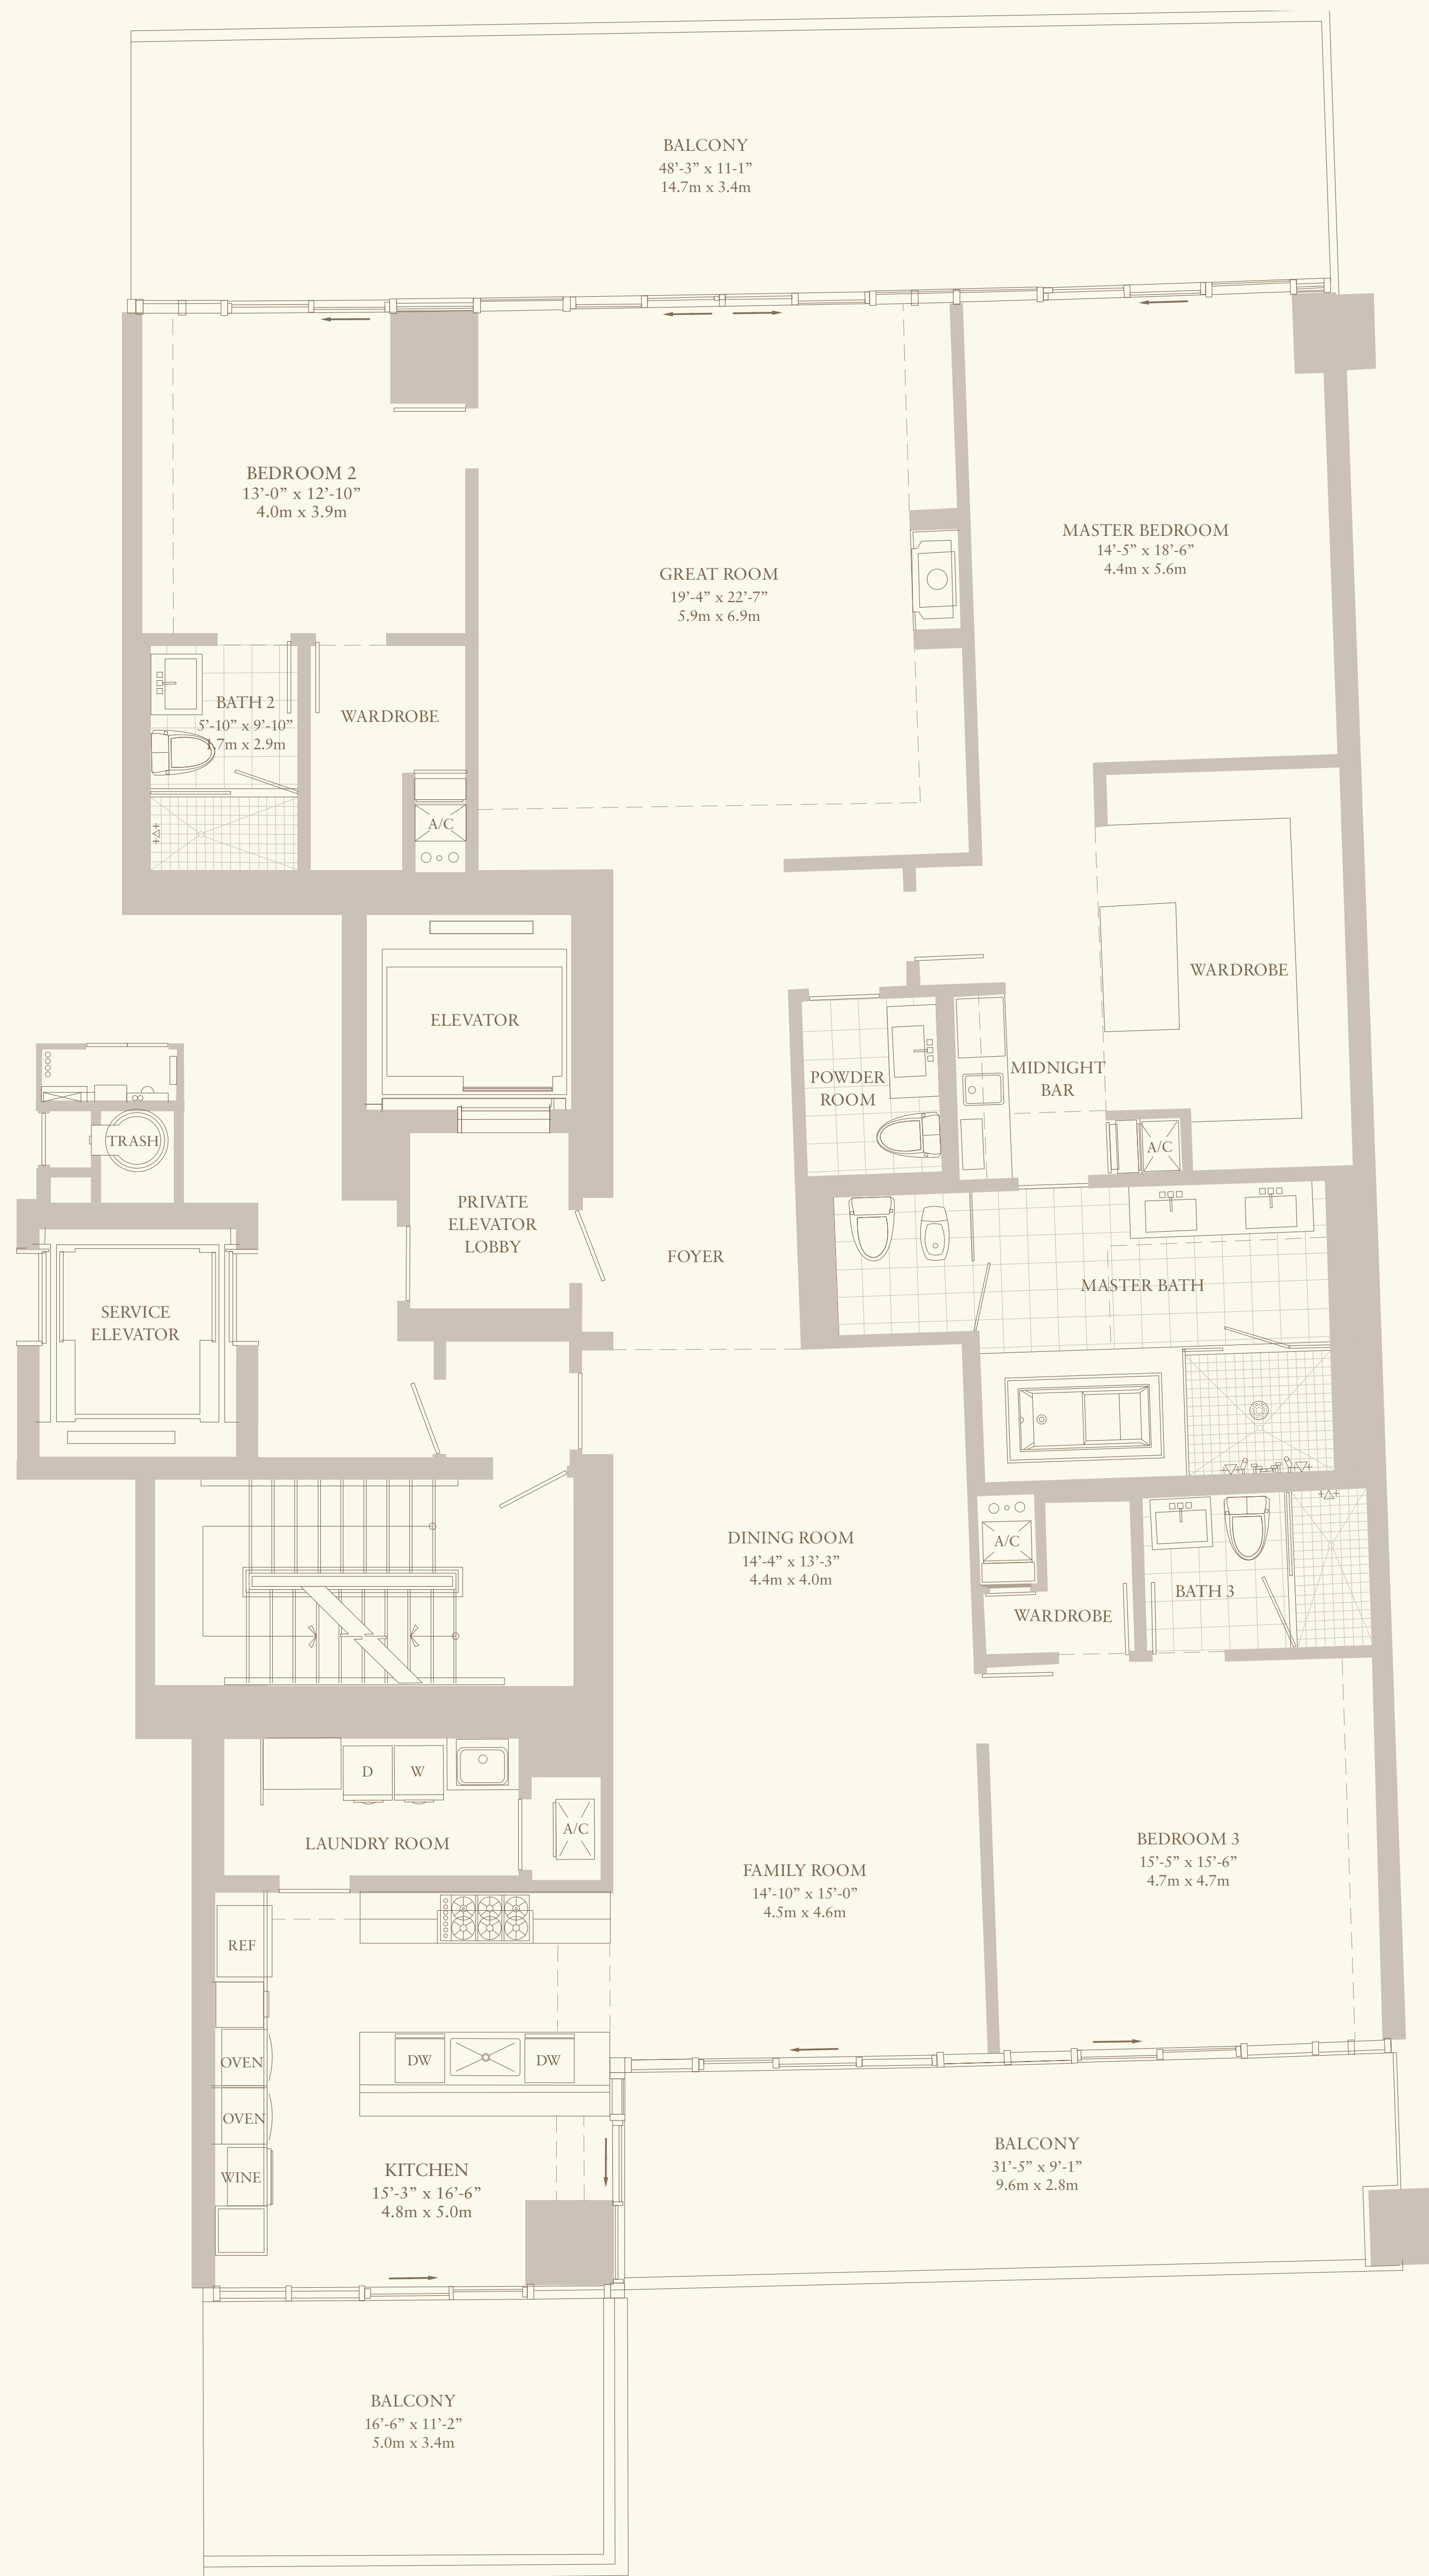 BALCONY
48’-3” x 11-1”
14.7m x 3.4m
BEDROOM 2
13’-0” x 12’-10”
4.0m x 3.9m
MASTER BEDROOM
14’-5” x 18’-6”
4.4m x 5.6m
GREAT ROOM
19’-4” x 22’-7”
5.9m x 6.9m
BATH 2
5’-10” x 9’-10”
1.7m x 2.9m
WARDROBE
A/C
WARDROBE
ELEVATOR
POWDER
ROOM
MIDNIGHT
BAR
A/C
TRASH
PRIVATE
ELEVATOR
LOBBY
FOYER
MASTER BATH
SERVICE
ELEVATOR
DINING ROOM
14’-4” x 13’-3”
4.4m x 4.0m
A/C
WARDROBE
BATH 3
D
W
A/C
LAUNDRY ROOM
FAMILY ROOM
14’-10” x 15’-0”
4.5m x 4.6m
BEDROOM 3
15’-5” x 15’-6”
4.7m x 4.7m
REF
OVEN
DW
DW
OVEN
WINE
KITCHEN
15’-3” x 16’-6”
4.8m x 5.0m
BALCONY
31’-5” x 9’-1”
9.6m x 2.8m
BALCONY
16’-6” x 11’-2”
5.0m x 3.4m